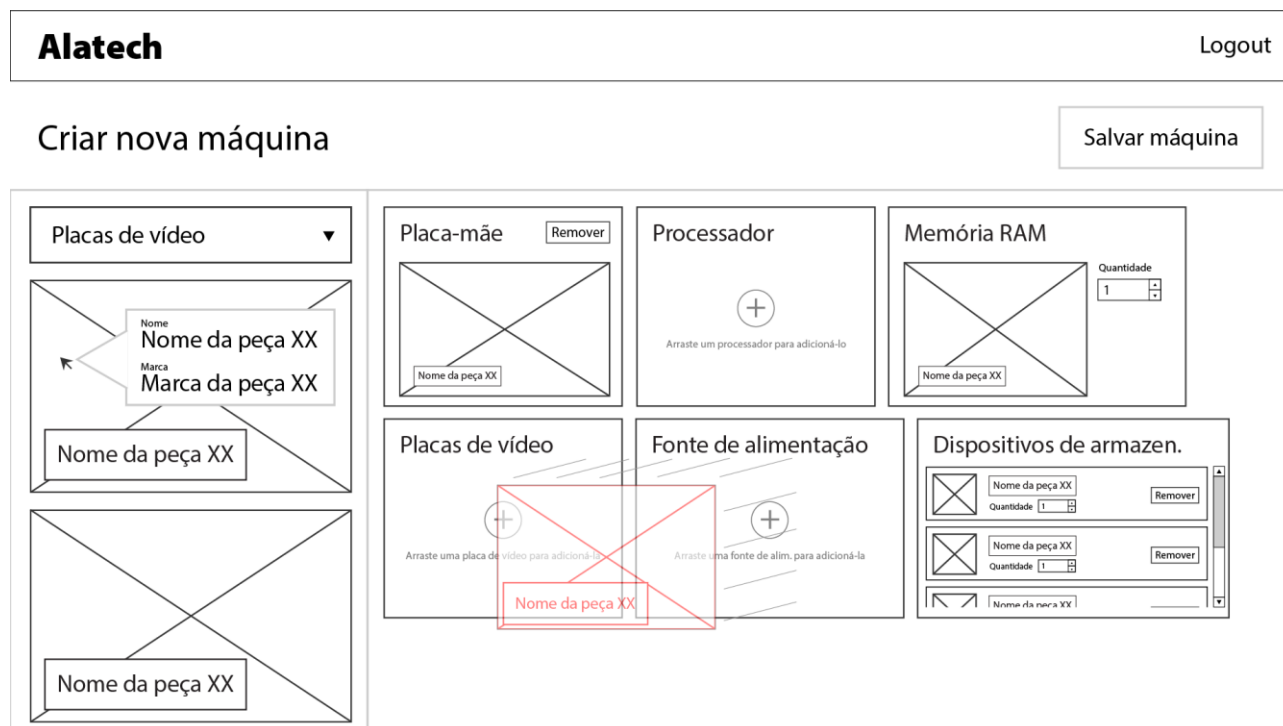 Alatech
Logout
Criar nova máquina
Salvar máquina
Placas de vídeo
Nome
Nome da peça XX
Marca
Marca da peça XX
Nome da peça XX
Nome da peça XX
Placa-mãe
Remover
Nome da peça XX
Processador
Arraste um processador para adicioná-lo
Memória RAM
Quantidade
1
Nome da peça XX
Placas de vídeo
Arraste uma placa de vídeo para adicioná-la
Nome da peça XX
Fonte de alimentação
Arraste uma fonte de alim. para adicioná-la
Dispositivos de armazen.
Nome da peça XX
Quantidade 1
Remover
Nome da peça XX
Quantidade 1
Remover
Nome da peça XX